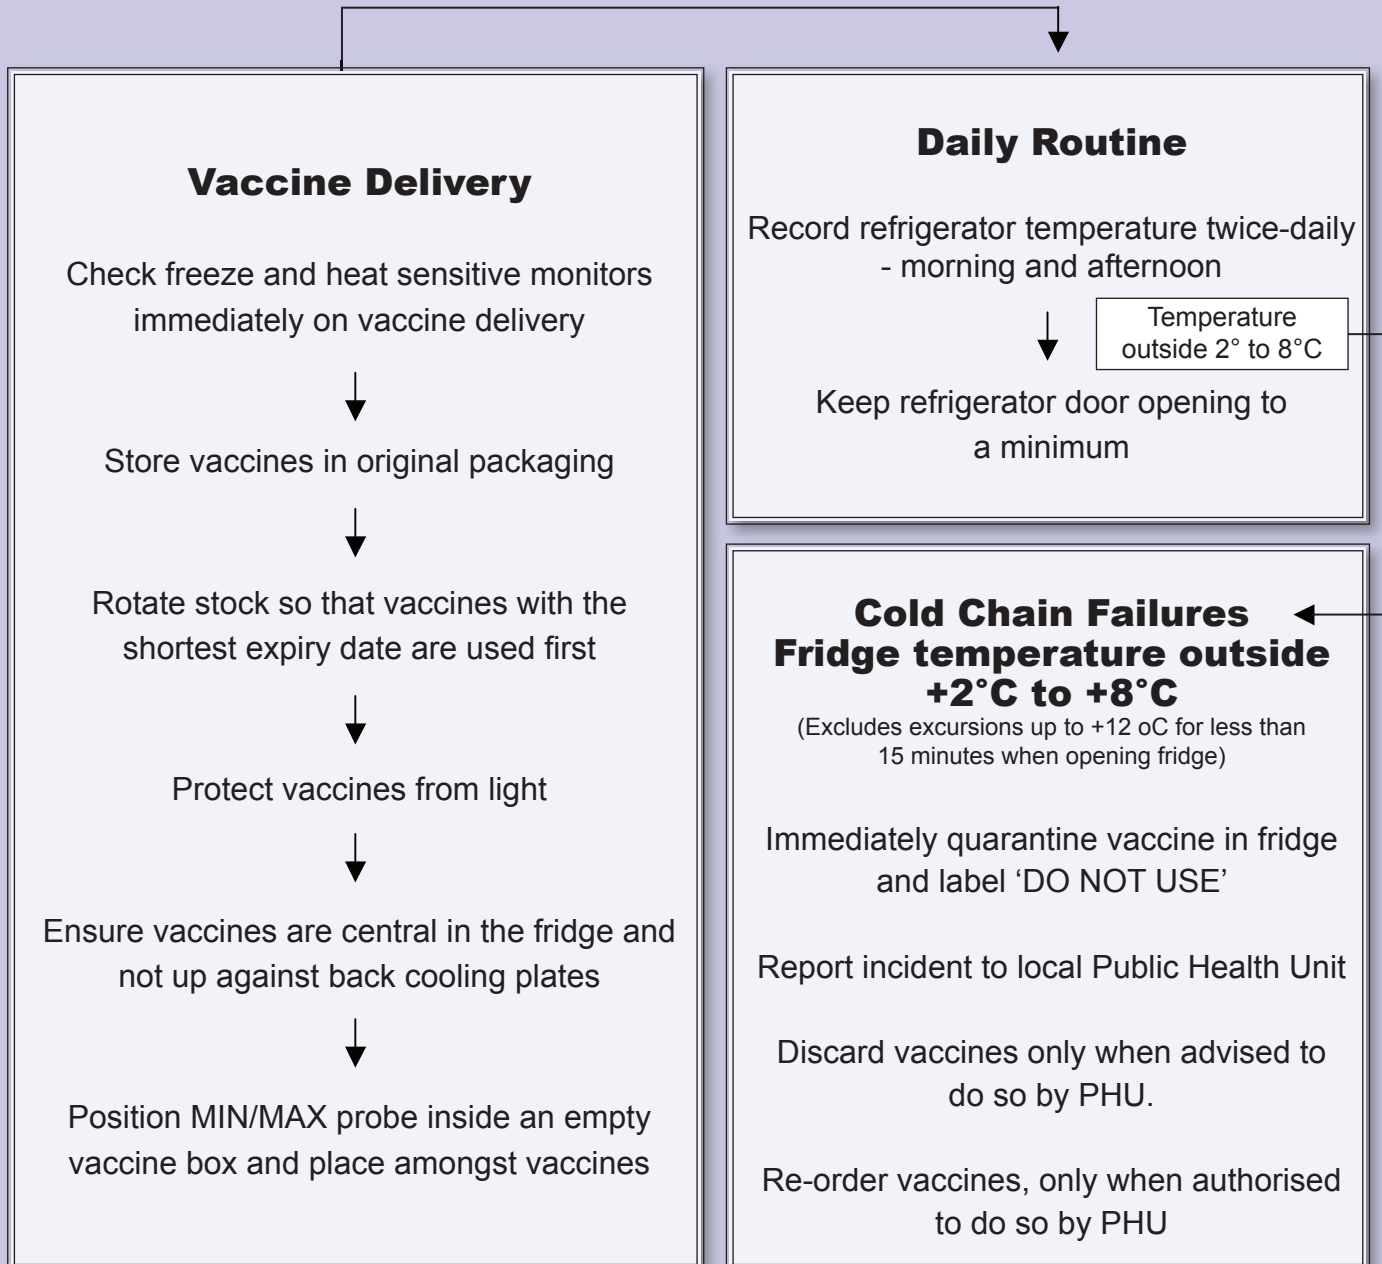 Vaccine Delivery
Check freeze and heat sensitive monitors
immediately on vaccine delivery
Store vaccines in original packaging
Rotate stock so that vaccines with the
shortest expiry date are used first
Protect vaccines from light
Ensure vaccines are central in the fridge and
not up against back cooling plates
Position MIN/MAX probe inside an empty
vaccine box and place amongst vaccines
Daily Routine
Record refrigerator temperature twice-daily
- morning and afternoon
Temperature
outside 2° to 8°C
Keep refrigerator door opening to
a minimum
Cold Chain Failures
Fridge temperature outside
+2°C to +8°C
(Excludes excursions up to +12 oC for less than
15 minutes when opening fridge)
Immediately quarantine vaccine in fridge
and label ‘DO NOT USE’
Report incident to local Public Health Unit
Discard vaccines only when advised to
do so by PHU.
Re-order vaccines, only when authorised
to do so by PHU